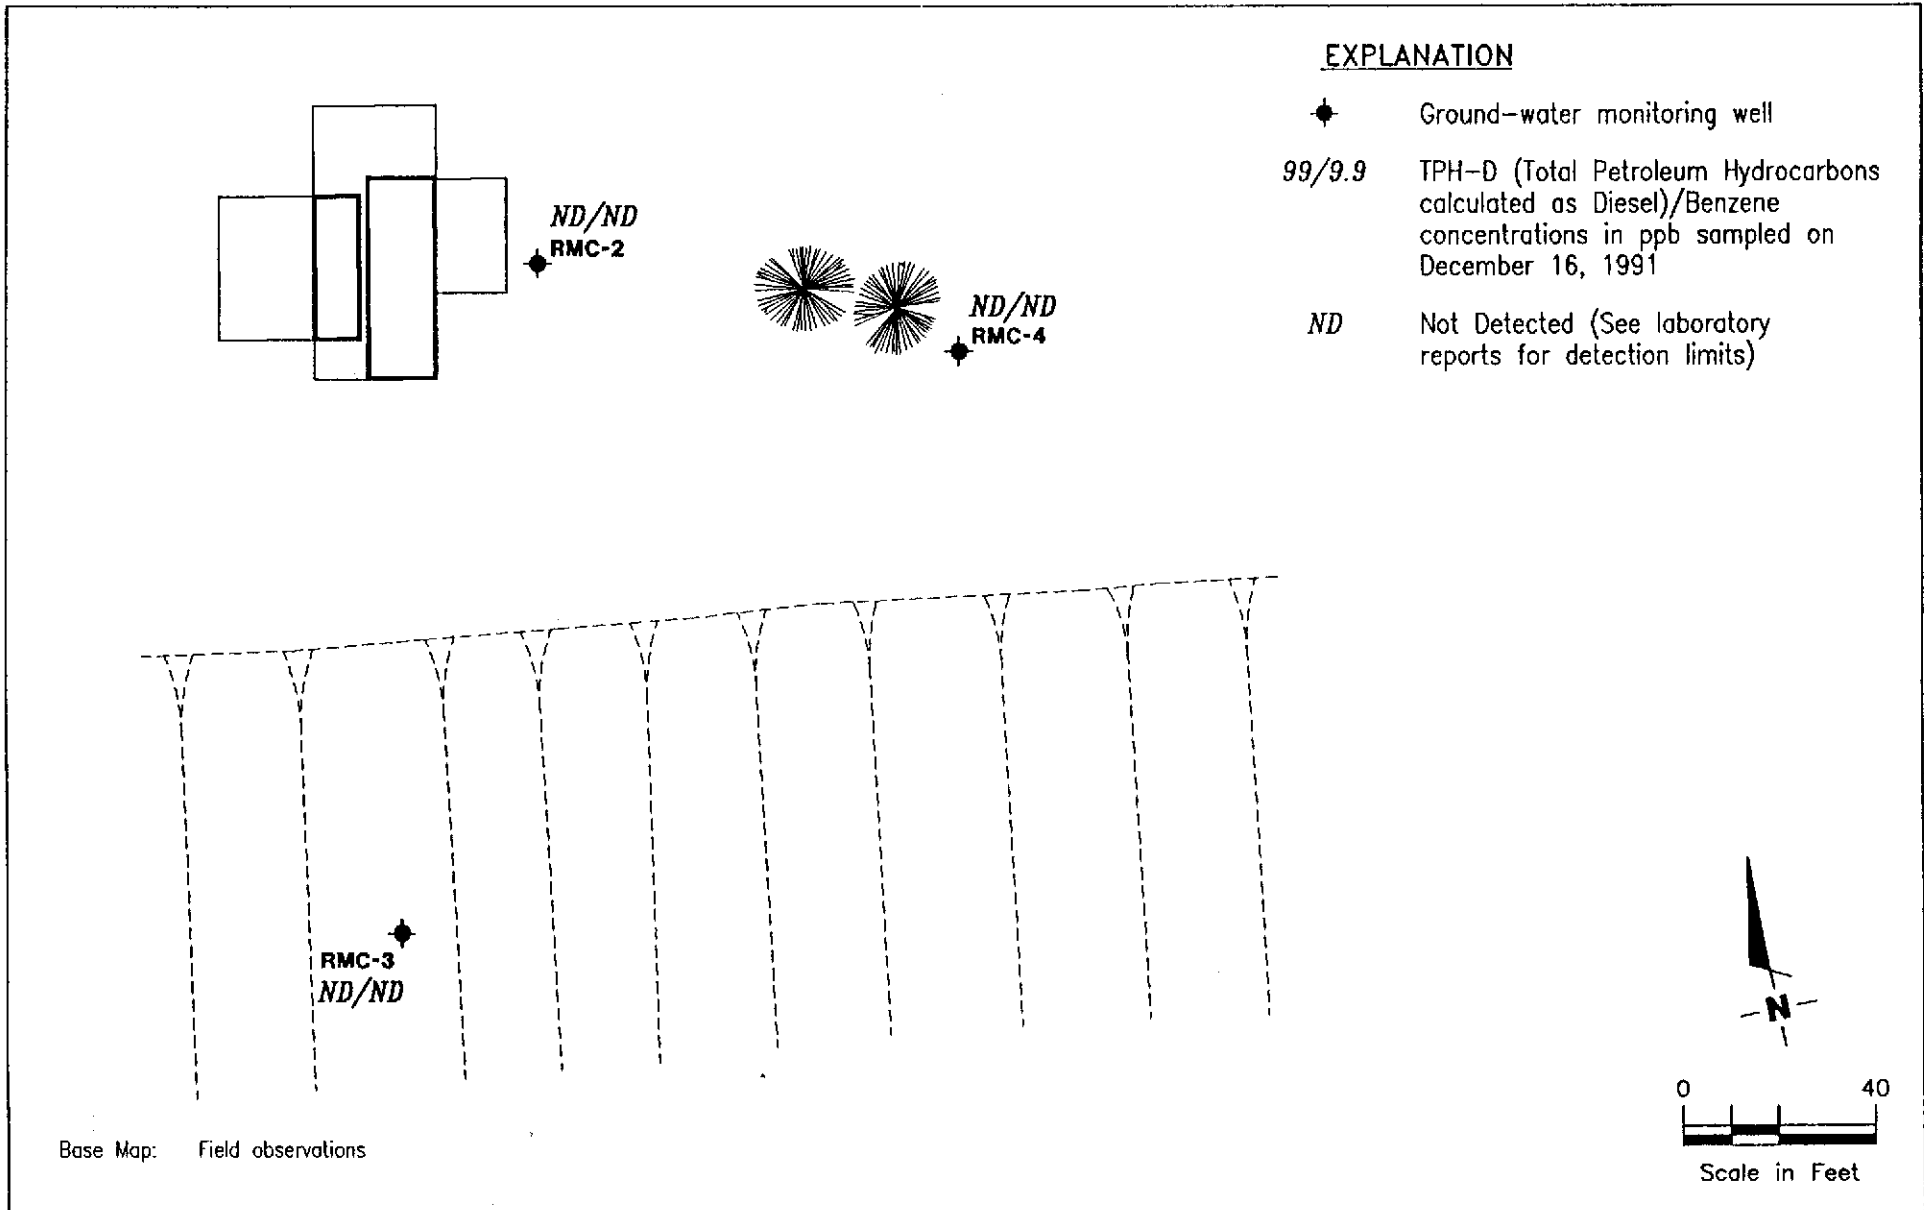 EXPLANATION
Ground-water monitoring well
99/9.9 TPH-D (Total Petroleum Hydrocarbons
calculated as Diesel)/Benzene
concentrations in ppb sampled on
December 16, 1991
ND Not Detected (See laboratory
reports for detection limits)
ND/ND
RMC-2
ND/ND
RMC-4
RMC-3
ND/ND
N
0 40
Scale in Feet
Base Map: Field observations